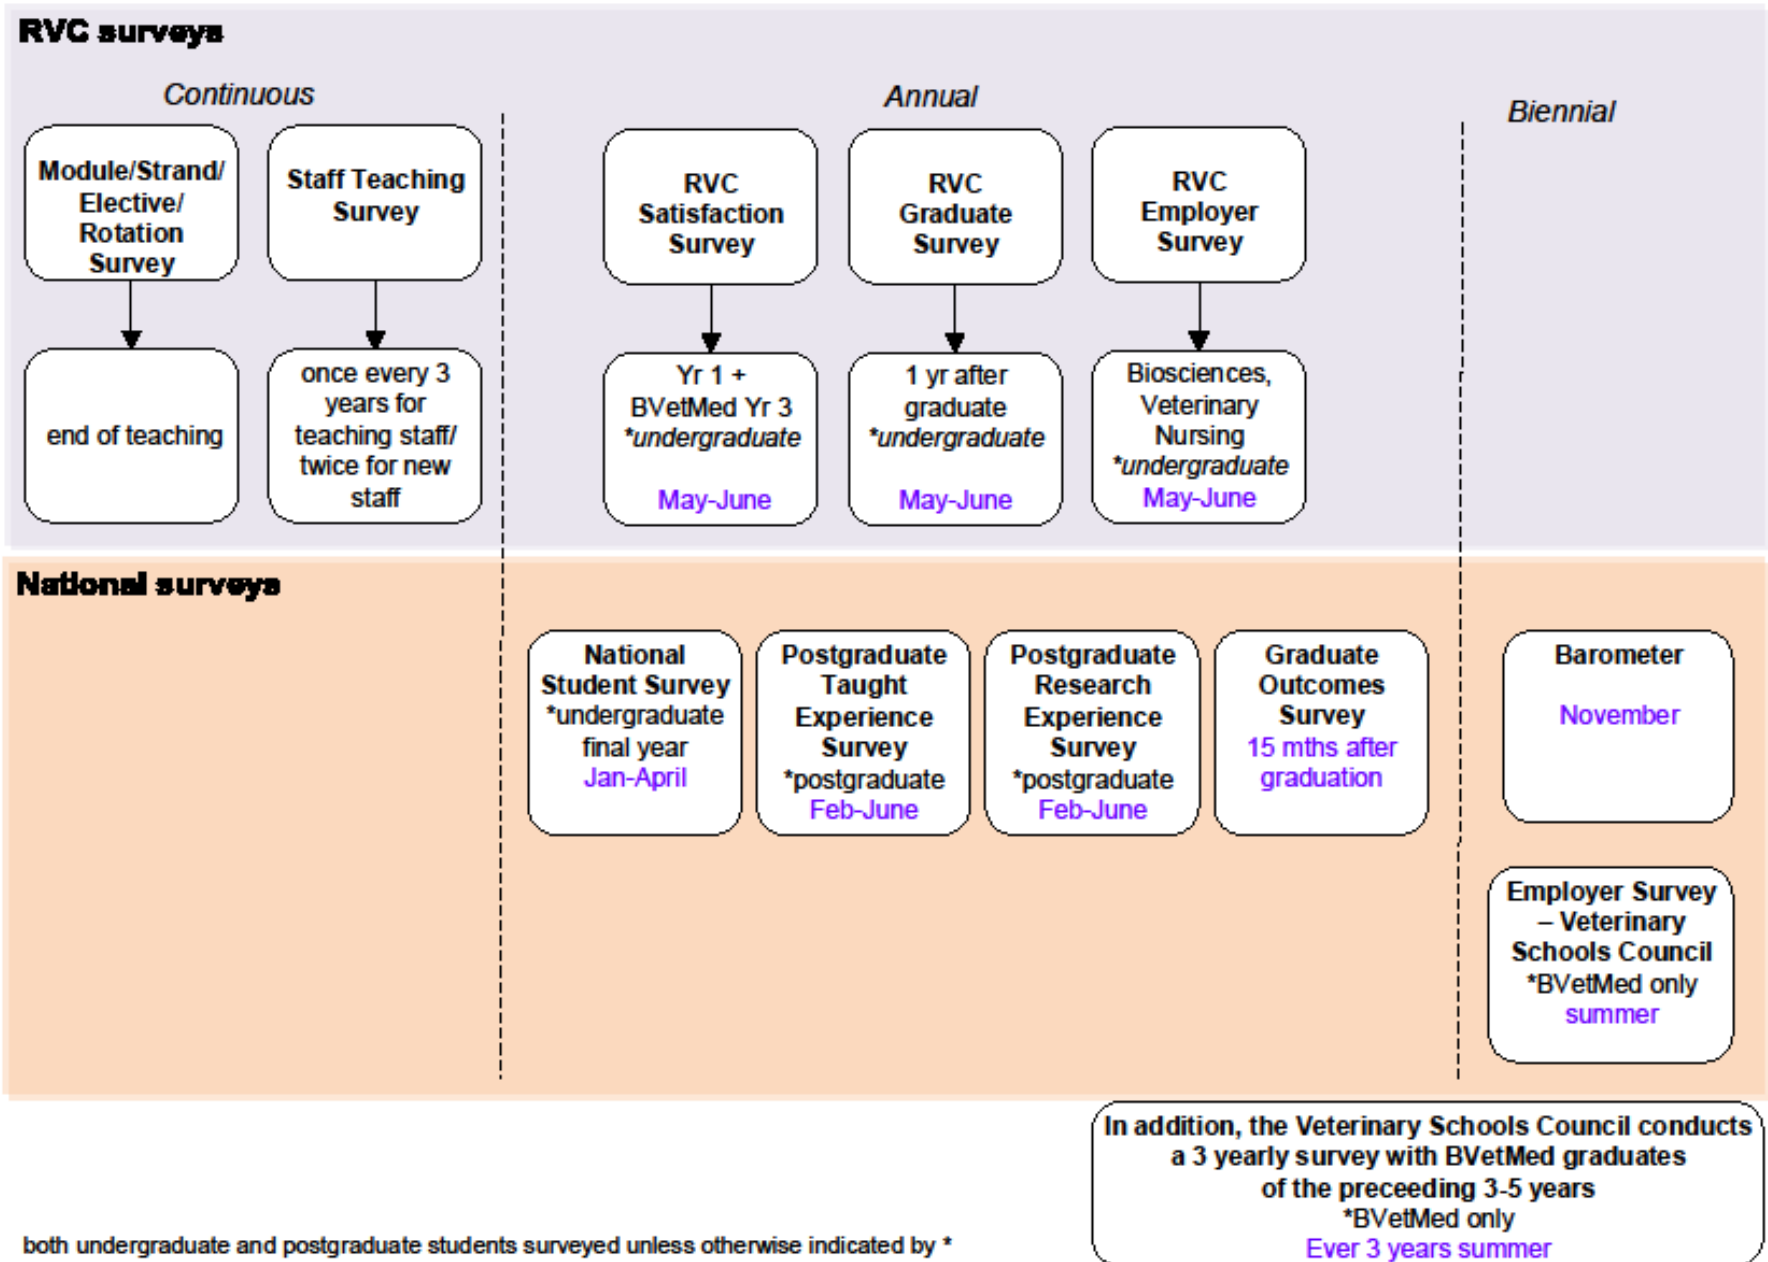 RVC surveys
Continuous
Annual
Biennial
Module/Strand/
Elective/
Rotation
Survey
Staff Teaching
Survey
RVC
Satisfaction
Survey
RVC
Graduate
Survey
RVC
Employer
Survey
end of teaching
once every 3
years for
teaching staff/
twice for new
staff
Yr 1 +
BVetMed Yr 3
*undergraduate
May-June
1 yr after
graduate
*undergraduate
May-June
Biosciences,
Veterinary
Nursing
*undergraduate
May-June
National surveys
National
Student Survey
*undergraduate
final year
Jan-April
Postgraduate
Taught
Experience
Survey
*postgraduate
Feb-June
Postgraduate
Research
Experience
Survey
*postgraduate
Feb-June
Graduate
Outcomes
Survey
15 mths after
graduation
Barometer
November
Employer Survey
– Veterinary
Schools Council
*BVetMed only
summer
In addition, the Veterinary Schools Council conducts
a 3 yearly survey with BVetMed graduates
of the preceeding 3-5 years
*BVetMed only
Ever 3 years summer
both undergraduate and postgraduate students surveyed unless otherwise indicated by *